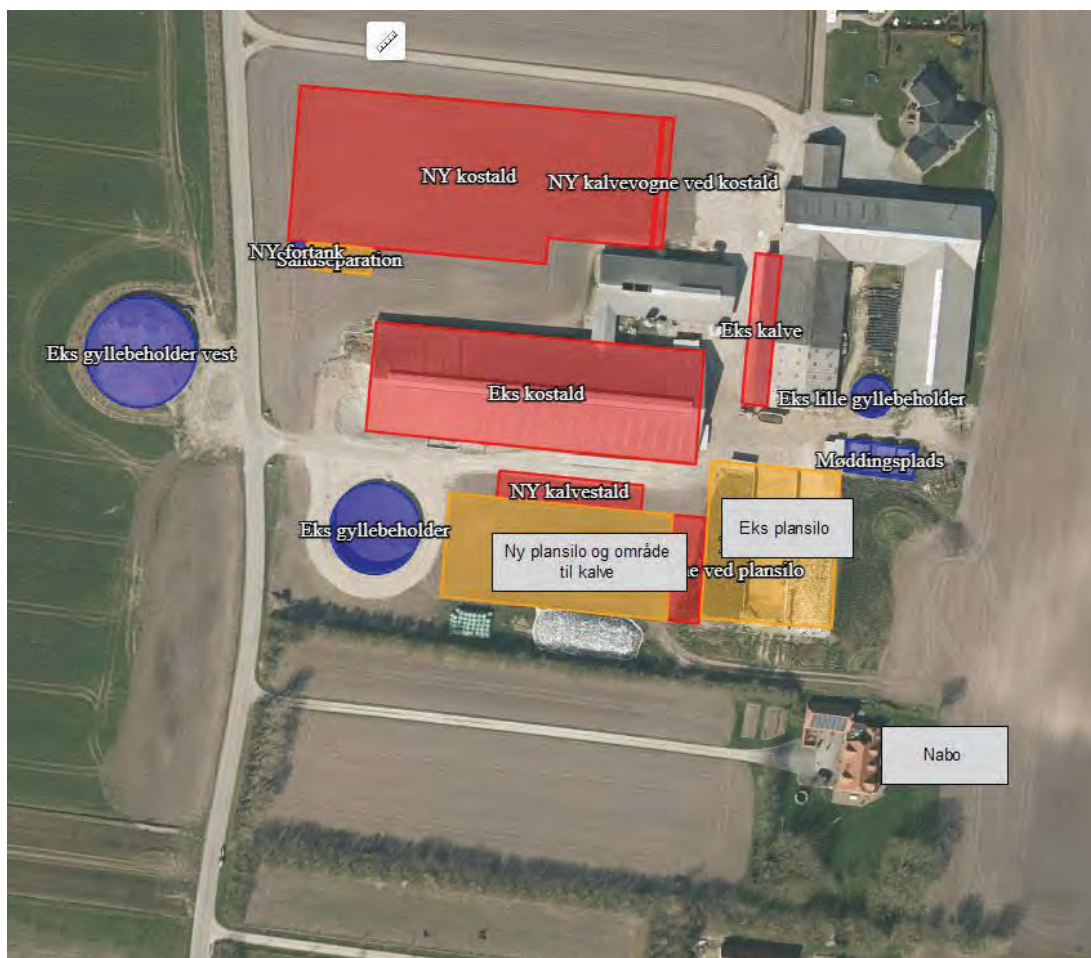 NY kostald
NY kalvevogne ved kostald
NY fortank
Sandseparation
Eks gyllebeholder vest
Eks kalve
Eks kostald
Eks lille gyllebeholder
Møddingsplads
NY kalvestald
Eks gyllebeholder
Eks plansilo
Ny plansilo og område
til kalve
ved plansilo
Nabo